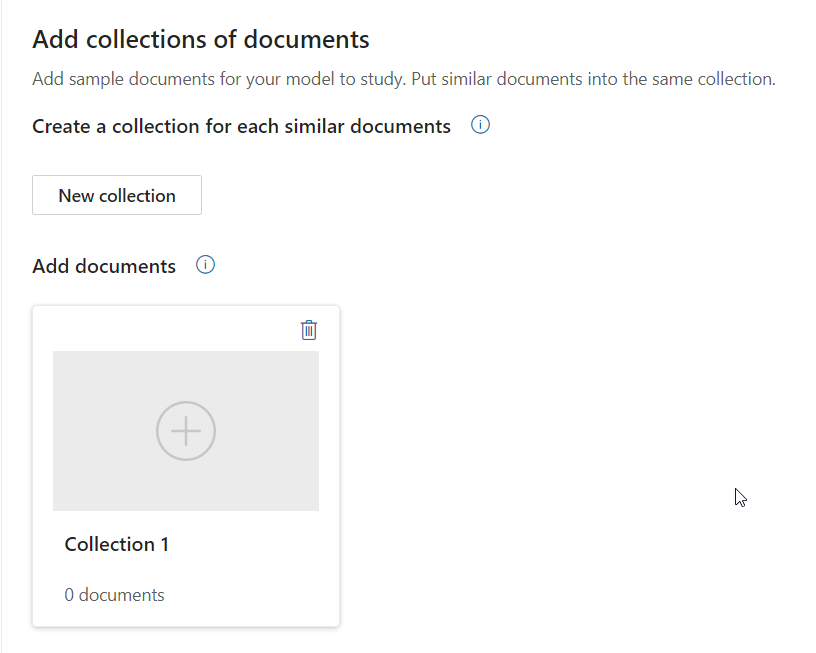 Add collections of documents
Add sample documents for your model to study. Put similar documents into the same collection.
Create a collection for each similar documents
New collection
Add documents
Collection 1
0 documents